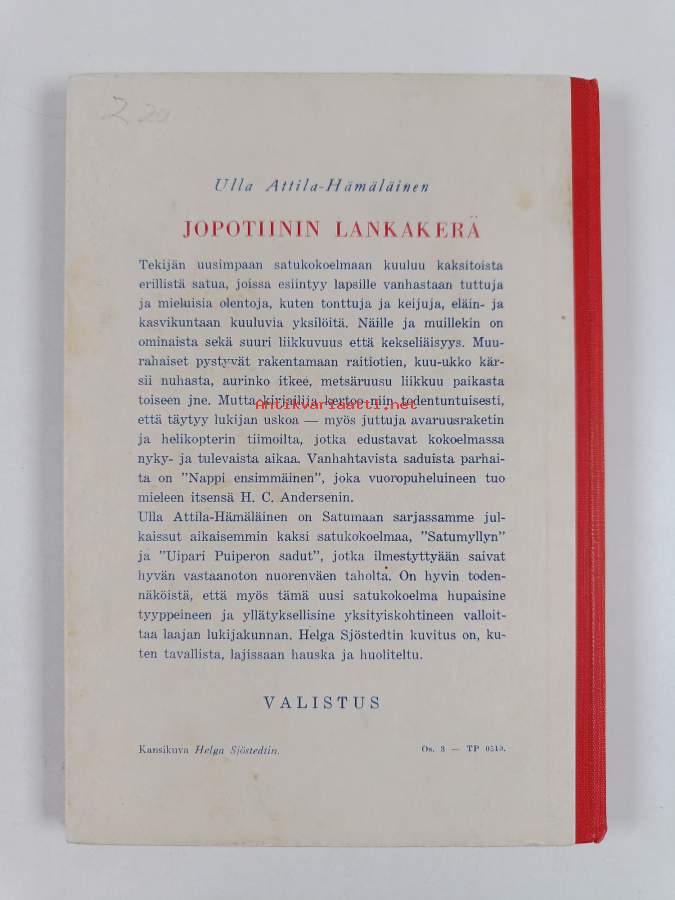 2 20
Ulla Attila-Hämäläinen
JOPOTIININ LANKAKERÄ
Tekijän uusimpaan satukokoelmaan kuuluu kaksitoista
erillistä satua, joissa esiintyy lapsille vanhastaan tuttuja
ja mieluisia olentoja, kuten tonttuja ja keijuja, eläin- ja
kasvikuntaan kuuluvia yksilöitä. Näille ja muillekin on
ominaista sekä suuri liikkuvuus että kekseliäisyys. Muu-
rahaiset pystyvät rakentamaan raitiotien, kuu-ukko kär-
sii nuhasta, aurinko itkee, metsäruusu liikkuu paikasta
toiseen jne. Mutta kirjailija kertoo niin todentuntuisesti,
Antikvariaatti.net
että täytyy lukijan uskoa — myös juttuja avaruusraketin
ja helikopterin tiimoilta, jotka edustavat kokoelmassa
nyky- ja tulevaista aikaa. Vanhahtavista saduista parhai-
ta on ”Nappi ensimmäinen”, joka vuoropuheluineen tuo
mieleen itsensä H. C. Andersenin.
Ulla Attila-Hämäläinen on Satumaan sarjassamme jul-
kaissut aikaisemmin kaksi satukokoelmaa, ”Satumyllyn”
ja ”Uipari Puiperon sadut”, jotka ilmestyttyään saivat
hyvän vastaanoton nuorenväen taholta. On hyvin toden-
näköistä, että myös tämä uusi satukokoelma hupaisine
tyyppeineen ja yllätyksellisine yksityiskohtineen valloit-
taa laajan lukijakunnan. Helga Sjöstedtin kuvitus on, ku-
ten tavallista, lajissaan hauska ja huoliteltu.
VALISTUS
Kansikuva Helga Sjöstedtin.
Os. 3 — TP 0510.